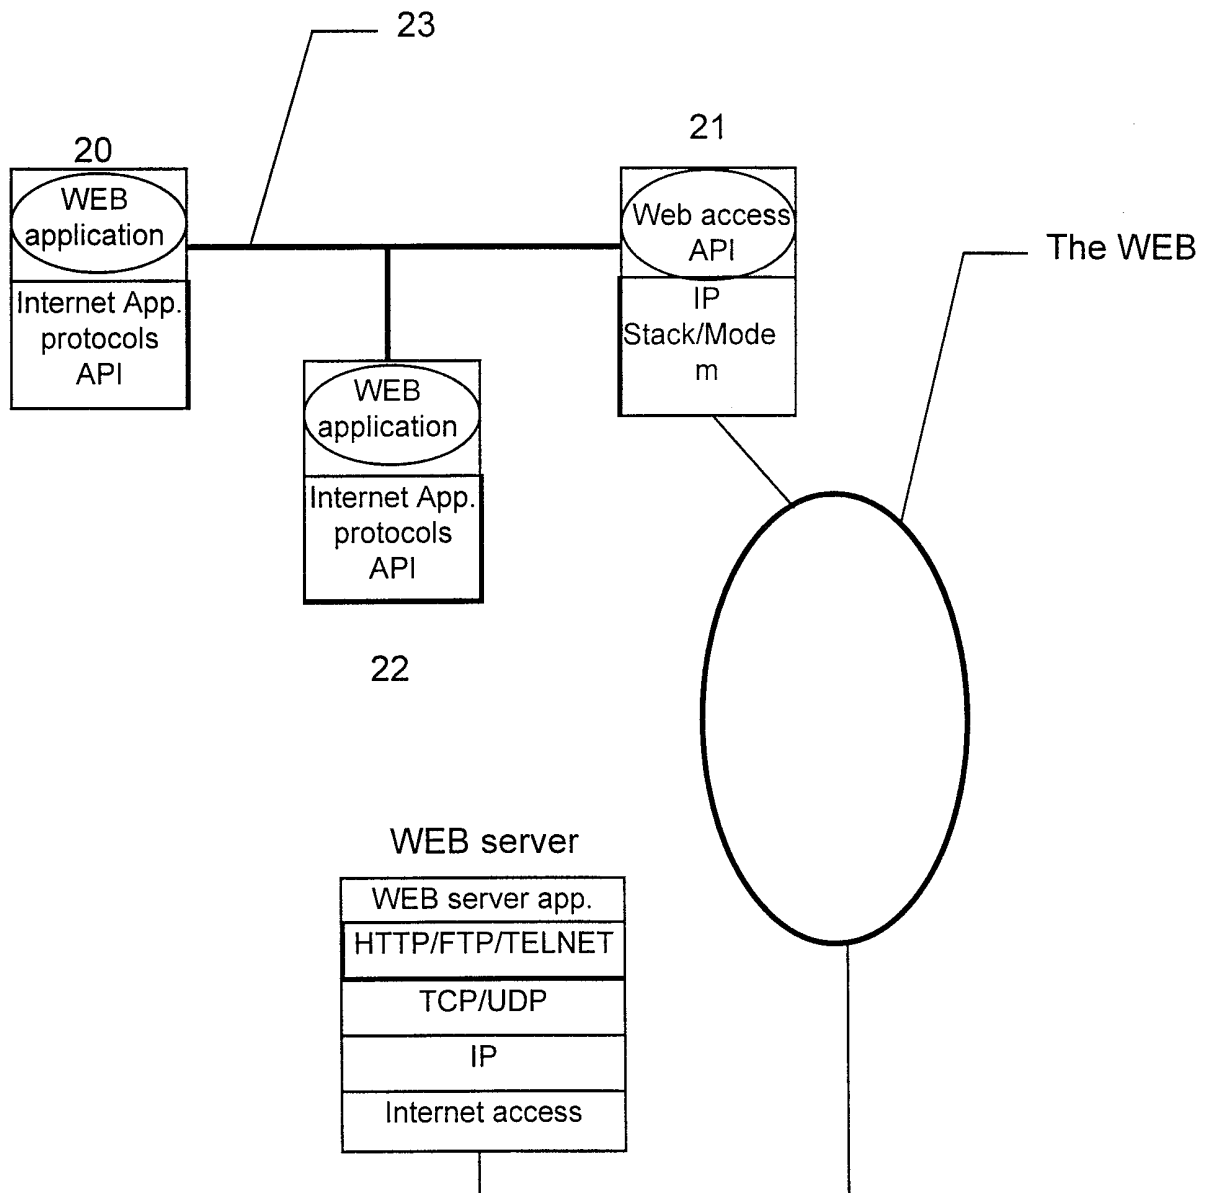 23
20
21
WEB
application
Web access
API
The WEB
Internet App.
protocols
API
IP
Stack/Mode
m
WEB
application
Internet App.
protocols
API
22
WEB server
WEB server app.
HTTP/FTP/TELNET
TCP/UDP
IP
Internet access